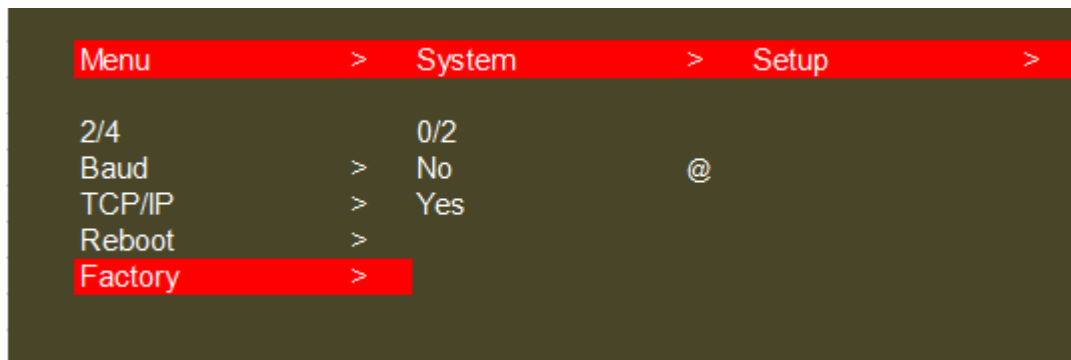 Menu > System > Setup >
2/4 0/2
Baud > No @
TCP/IP > Yes
Reboot >
Factory >